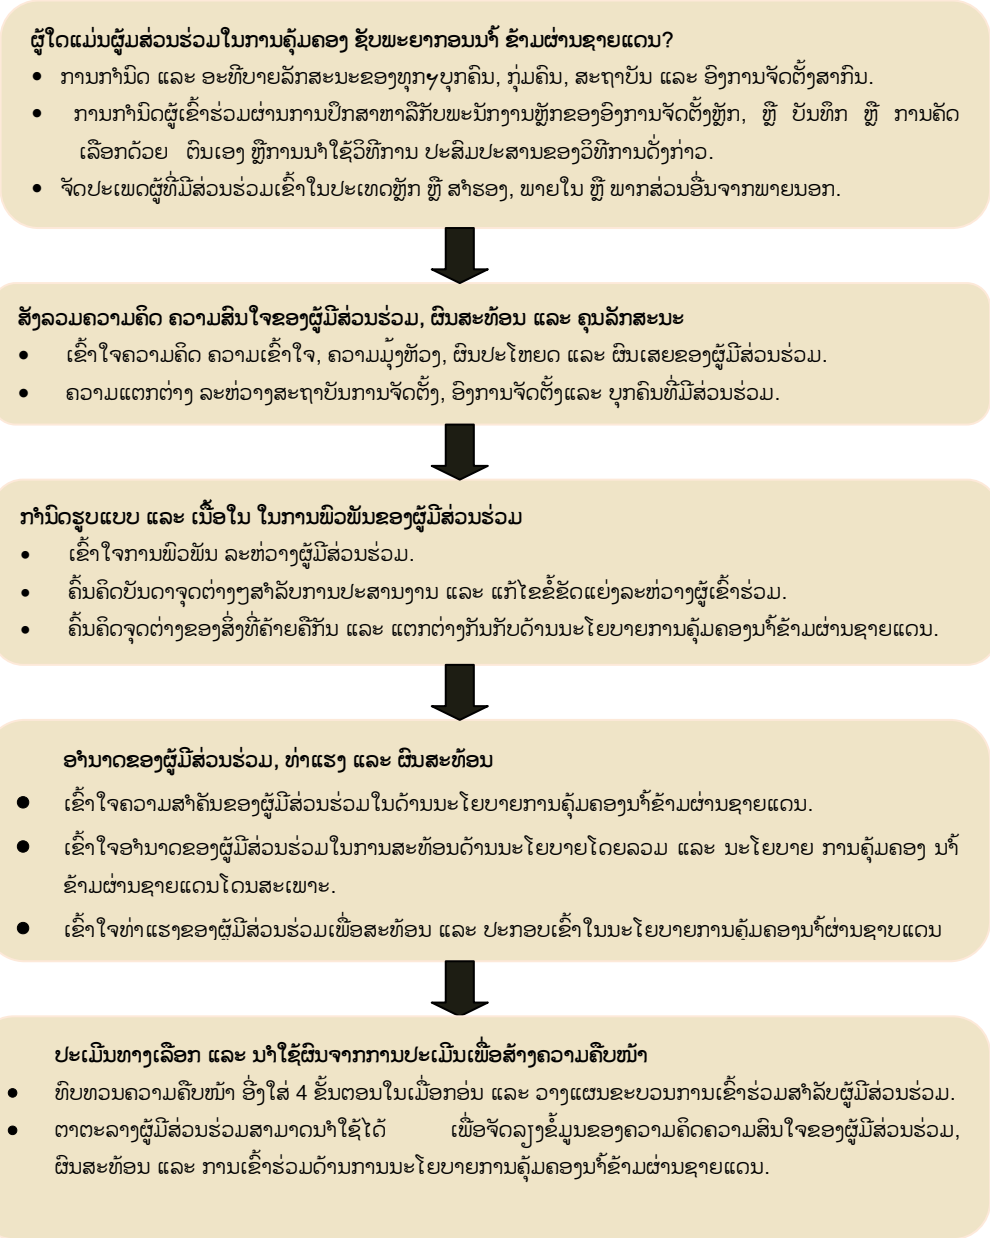 ຜູ້ໃດແມ່ນຜູ້ມສ່ວນຮ່ວມໃນການຄຸ້ມຄອງ ຊັບພະຍາກອນນ້ຳ ຂ້າມຜ່ານຊາຍແດນ?
● ການກຳນົດ ແລະ ອະທີບາຍລັກສະນະຂອງທຸກໆບຸກຄົນ, ກຸ່ມຄົນ, ສະຖາບັນ ແລະ ອົງການຈັດຕັ້ງສາກົນ.
● ການກຳນົດຜູ້ເຂົ້າຮ່ວມຜ່ານການປຶກສາຫາລືກັບພະນັກງານຫຼັກຂອງອົງການຈັດຕັ້ງຫຼັກ, ຫຼື ບັນທຶກ ຫຼື ການຄັດ
ເລືອກດ້ວຍ ຕົນເອງ ຫຼືການນຳໃຊ້ວິທີການ ປະສົມປະສານຂອງວິທີການດັ່ງກ່າວ.
● ຈັດປະເພດຜູ້ທີ່ມີສ່ວນຮ່ວມເຂົ້າໃນປະເທດຫຼັກ ຫຼື ສຳຮອງ, ພາຍໃນ ຫຼື ພາກສ່ວນອື່ນຈາກພາຍນອກ.
ສັງລວມຄວາມຄິດ ຄວາມສົນໃຈຂອງຜູ້ມີສ່ວນຮ່ວມ, ຜົນສະທ້ອນ ແລະ ຄຸນລັກສະນະ
● ເຂົ້າໃຈຄວາມຄິດ ຄວາມເຂົ້າໃຈ, ຄວາມມຸ້ງຫັວງ, ຜົນປະໂຫຍດ ແລະ ຜົນເສຍຂອງຜູ້ມີສ່ວນຮ່ວມ.
● ຄວາມແຕກຕ່າງ ລະຫ່ວາງສະຖາບັນການຈັດຕັ້ງ, ອົງການຈັດຕັ້ງແລະ ບຸກຄົນທີ່ມີສ່ວນຮ່ວມ.
ກຳນົດຮູບແບບ ແລະ ເນື້ອໃນ ໃນການພົວພັນຂອງຜູ້ມີສ່ວນຮ່ວມ
● ເຂົ້າໃຈການພົວພັນ ລະຫ່ວາງຜູ້ມີສ່ວນຮ່ວມ.
● ຄົ້ນຄິດບັນດາຈຸດຕ່າງໆສຳລັບການປະສານງານ ແລະ ແກ້ໄຂຂໍ້ຂັດແຍ່ງລະຫ່ວາງຜູ້ເຂົ້າຮ່ວມ.
● ຄົ້ນຄິດຈຸດຕ່າງຂອງສິ່ງທີ່ຄ້າຍຄືກັນ ແລະ ແຕກຕ່າງກັນກັບດ້ານນະໂຍບາຍການຄຸ້ມຄອງນ້ຳຂ້າມຜ່ານຊາຍແດນ.
ອຳນາດຂອງຜູ້ມີສ່ວນຮ່ວມ, ທ່າແຮງ ແລະ ຜົນສະທ້ອນ
● ເຂົ້າໃຈຄວາມສຳຄັນຂອງຜູ້ມີສ່ວນຮ່ວມໃນດ້ານນະໂຍບາຍການຄຸ້ມຄອງນ້ຳຂ້າມຜ່ານຊາຍແດນ.
● ເຂົ້າໃຈອຳນາດຂອງຜູ້ມີສ່ວນຮ່ວມໃນການສະທ້ອນດ້ານນະໂຍບາຍໂດຍລວມ ແລະ ນະໂຍບາຍ ການຄຸ້ມຄອງ ນ້ຳ
ຂ້າມຜ່ານຊາຍແດນໂດນສະເພາະ.
● ເຂົ້າໃຈທ່າແຮງຂອງຜູ້ມີສ່ວນຮ່ວມເພື່ອສະທ້ອນ ແລະ ປະກອບເຂົ້າໃນນະໂຍບາຍການຄຸ້ມຄອງນ້ຳຜ່ານຊາບແດນ
ປະເມີນທາງເລືອກ ແລະ ນຳໃຊ້ຜົນຈາກການປະເມີນເພື່ອສ້າງຄວາມຄືບໜ້າ
● ທົບທວນຄວາມຄືບໜ້າ ອີ່ງໃສ່ 4 ຂັ້ນຕອນໃນເມື່ອກອ່ນ ແລະ ວາງແຜນຂະບວນການເຂົ້າຮ່ວມສຳລັບຜູ້ມີສ່ວນຮ່ວມ.
● ຕາຕະລາງຜູ້ມີສ່ວນຮ່ວມສາມາດນຳໃຊ້ໄດ້ ເພື່ອຈັດລຽງຂໍ້ມູນຂອງຄວາມຄິດຄວາມສົນໃຈຂອງຜູ້ມີສ່ວນຮ່ວມ,
ຜົນສະທ້ອນ ແລະ ການເຂົ້າຮ່ວມດ້ານການນະໂຍບາຍການຄຸ້ມຄອງນ້ຳຂ້າມຜ່ານຊາຍແດນ.